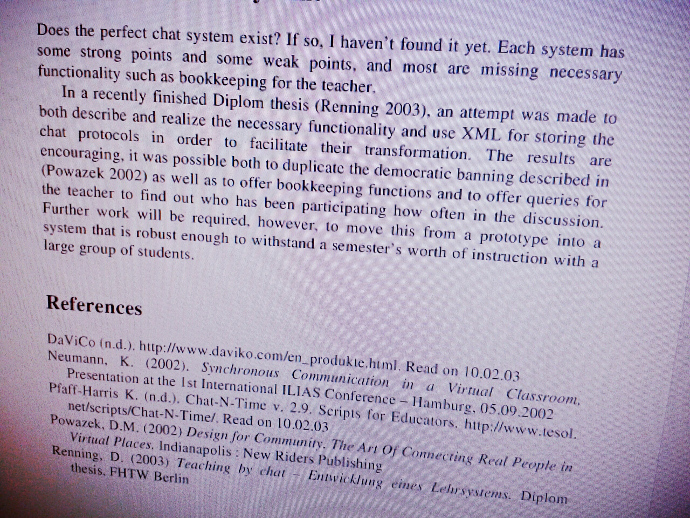 Does the perfect chat system exist? If so, I haven't found it yet. Each system has
some strong points and some weak points, and most are missing necessary
functionality such as bookkeeping for the teacher.
In a recently finished Diplom thesis (Renning 2003), an attempt was made to
both describe and realize the necessary functionality and use XML for storing the
chat protocols in order to facilitate their transformation. The results are
encouraging, it was possible both to duplicate the democratic banning described in
(Powazek 2002) as well as to offer bookkeeping functions and to offer queries for
the teacher to find out who has been participating how often in the discussion.
Further work will be required, however, to move this from a prototype into a
system that is robust enough to withstand a semester's worth of instruction with a
large group of students.
References
DaViCo (n.d.). http://www.daviko.com/en_produkte.html. Read on 10.02.03
Neumann, K. (2002). Synchronous Communication in a Virtual Classroom,
Presentation at the 1st International ILIAS Conference – Hamburg, 05.09.2002
Pfaff-Harris K. (n.d.). Chat-N-Time v. 2.9. Scripts for Educators. http://www.tesol.
net/scripts/Chat-N-Time/. Read on 10.02.03
Powazek, D.M. (2002) Design for Community. The Art Of Connecting Real People in
Virtual Places. Indianapolis : New Riders Publishing
Renning, D. (2003) Teaching by chat – Entwicklung eines Lehrsystems. Diplom
thesis. FHTW Berlin